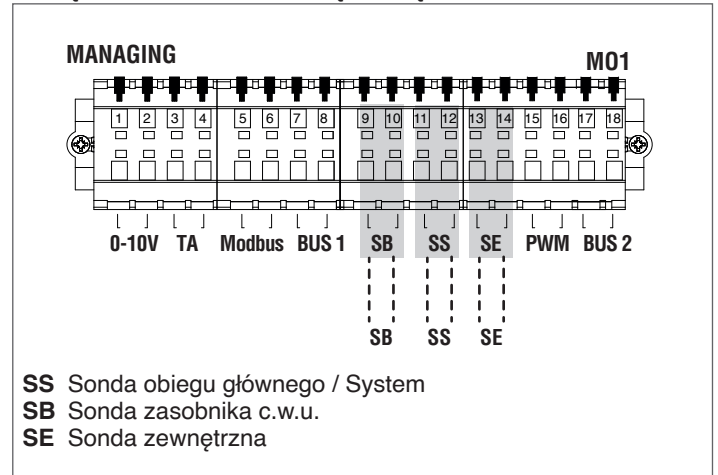 MANAGING M01
1 2 3 4 5 6 7 8 9 10 11 12 13 14 15 16 17 18
0-10V TA Modbus BUS 1 SB SS SE PWM BUS 2
SB SS SE
SS Sonda obiegu głównego / System
SB Sonda zasobnika c.w.u.
SE Sonda zewnętrzna